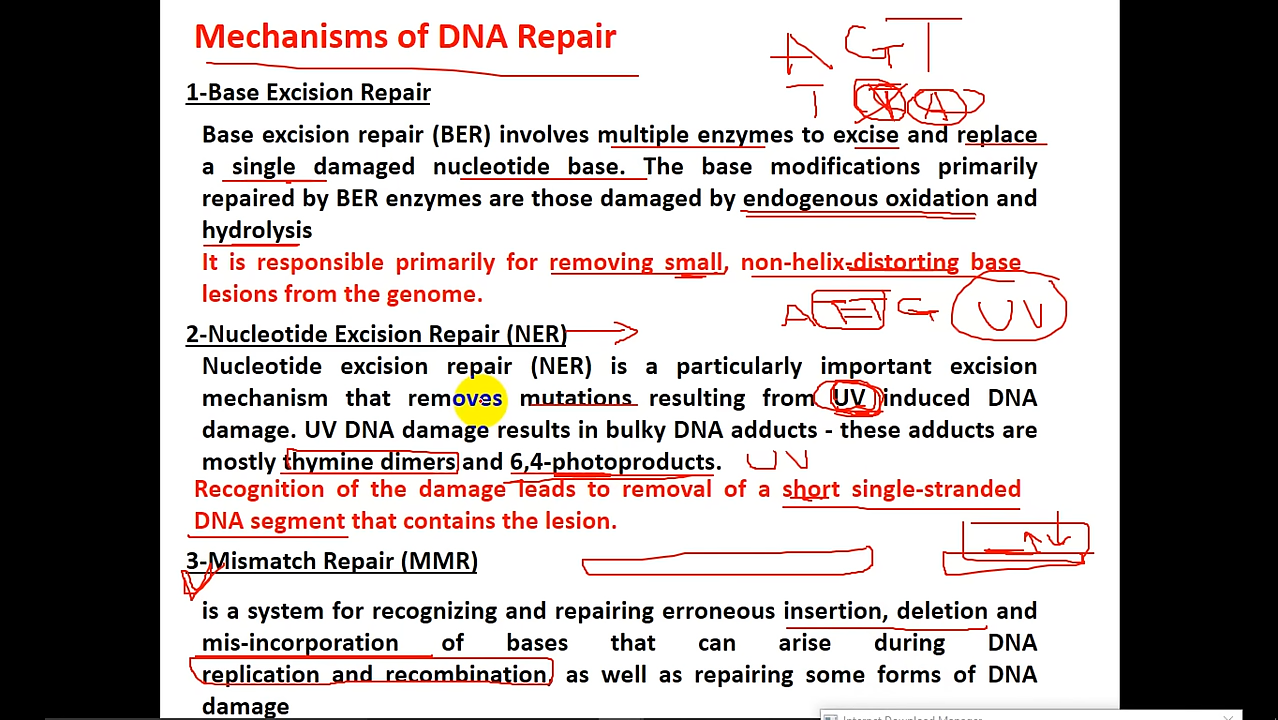 Mechanisms of DNA Repair
A G T
T A
1-Base Excision Repair
Base excision repair (BER) involves multiple enzymes to excise and replace
a single damaged nucleotide base. The base modifications primarily
repaired by BER enzymes are those damaged by endogenous oxidation and
hydrolysis
It is responsible primarily for removing small, non-helix-distorting base
lesions from the genome.
A G UV
2-Nucleotide Excision Repair (NER)
Nucleotide excision repair (NER) is a particularly important excision
mechanism that removes mutations resulting from UV induced DNA
damage. UV DNA damage results in bulky DNA adducts - these adducts are
mostly thymine dimers and 6,4-photoproducts. UV
Recognition of the damage leads to removal of a short single-stranded
DNA segment that contains the lesion.
3-Mismatch Repair (MMR)
is a system for recognizing and repairing erroneous insertion, deletion and
mis-incorporation of bases that can arise during DNA
replication and recombination, as well as repairing some forms of DNA
damage
Internet Download Manager